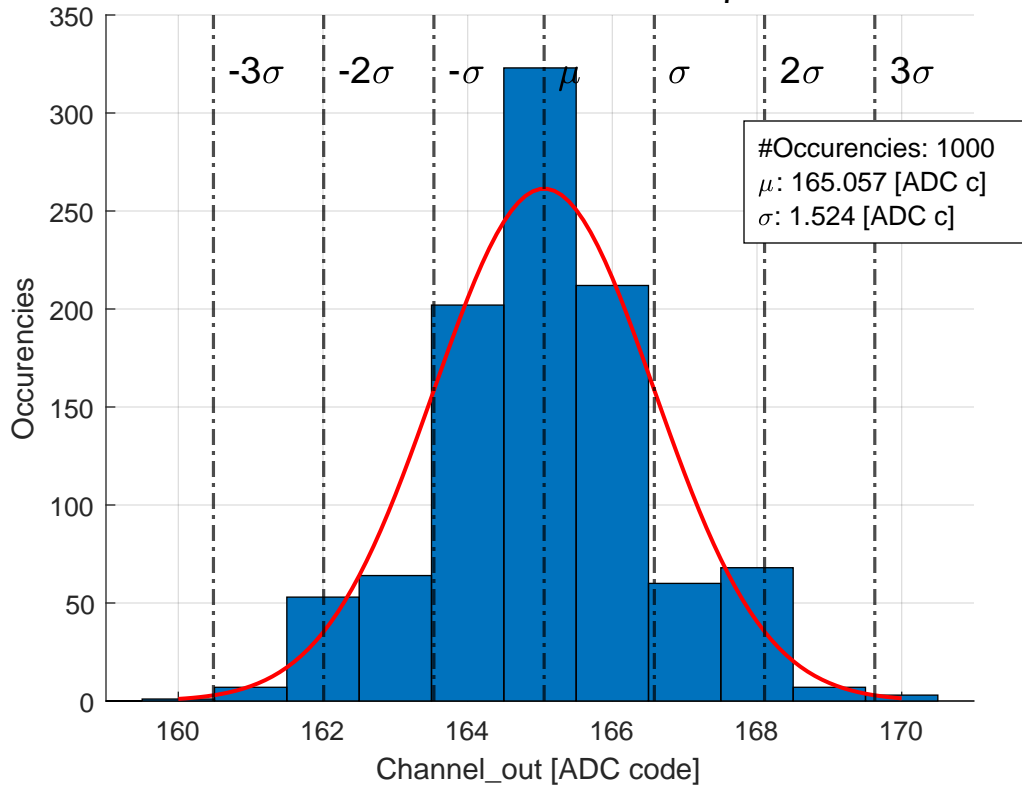 350
300
250
200
150
100
50
0
-3σ
-2σ
-σ
μ
σ
2σ
3σ
#Occurencies: 1000
μ: 165.057 [ADC c]
σ: 1.524 [ADC c]
Occurencies
160
162
164
166
168
170
Channel_out [ADC code]